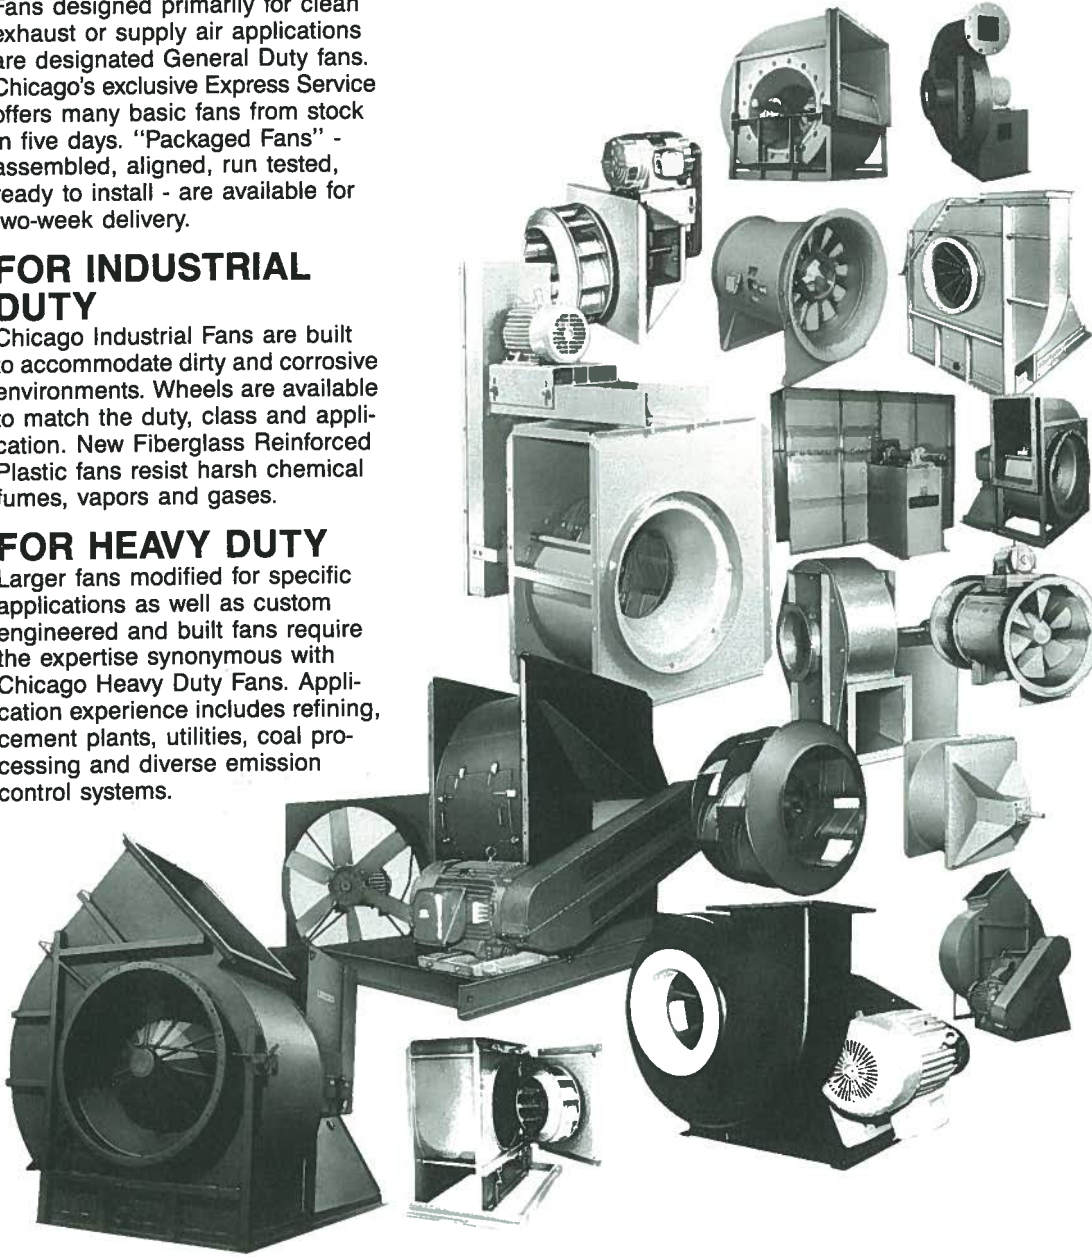 Fans designed primarily for clean
exhaust or supply air applications
are designated General Duty fans.
Chicago's exclusive Express Service
offers many basic fans from stock
in five days. "Packaged Fans" -
assembled, aligned, run tested,
ready to install - are available for
two-week delivery.
FOR INDUSTRIAL
DUTY
Chicago Industrial Fans are built
to accommodate dirty and corrosive
environments. Wheels are available
to match the duty, class and appli-
cation. New Fiberglass Reinforced
Plastic fans resist harsh chemical
fumes, vapors and gases.
FOR HEAVY DUTY
Larger fans modified for specific
applications as well as custom
engineered and built fans require
the expertise synonymous with
Chicago Heavy Duty Fans. Appli-
cation experience includes refining,
cement plants, utilities, coal pro-
cessing and diverse emission
control systems.